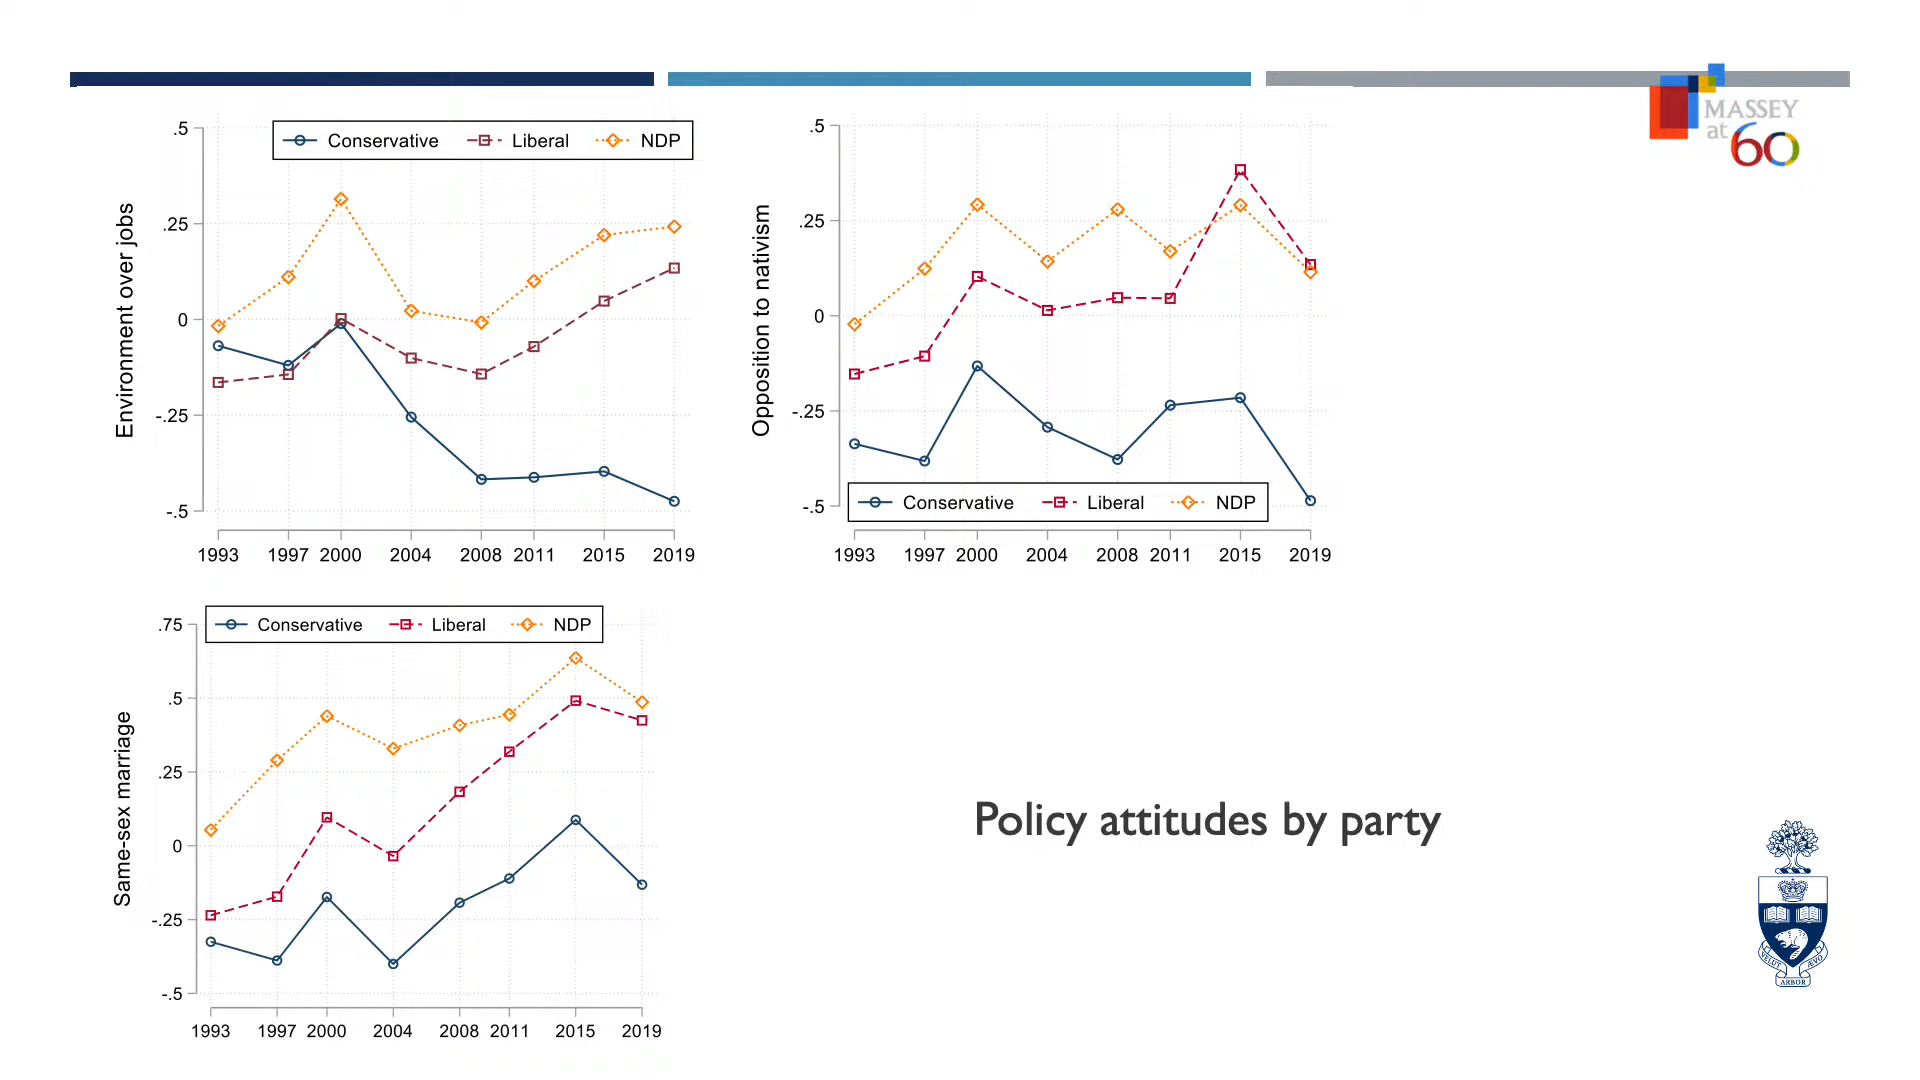 MASSEY
at
60
Conservative Liberal NDP
.5
.25
0
-.25
-.5
Environment over jobs
1993 1997 2000 2004 2008 2011 2015 2019
.5
.25
0
-.25
-.5
Opposition to nativism
Conservative Liberal NDP
1993 1997 2000 2004 2008 2011 2015 2019
Conservative Liberal NDP
.75
.5
.25
0
-.25
-.5
Same-sex marriage
1993 1997 2000 2004 2008 2011 2015 2019
Policy attitudes by party
VELUT
ARBOR
ÆVO